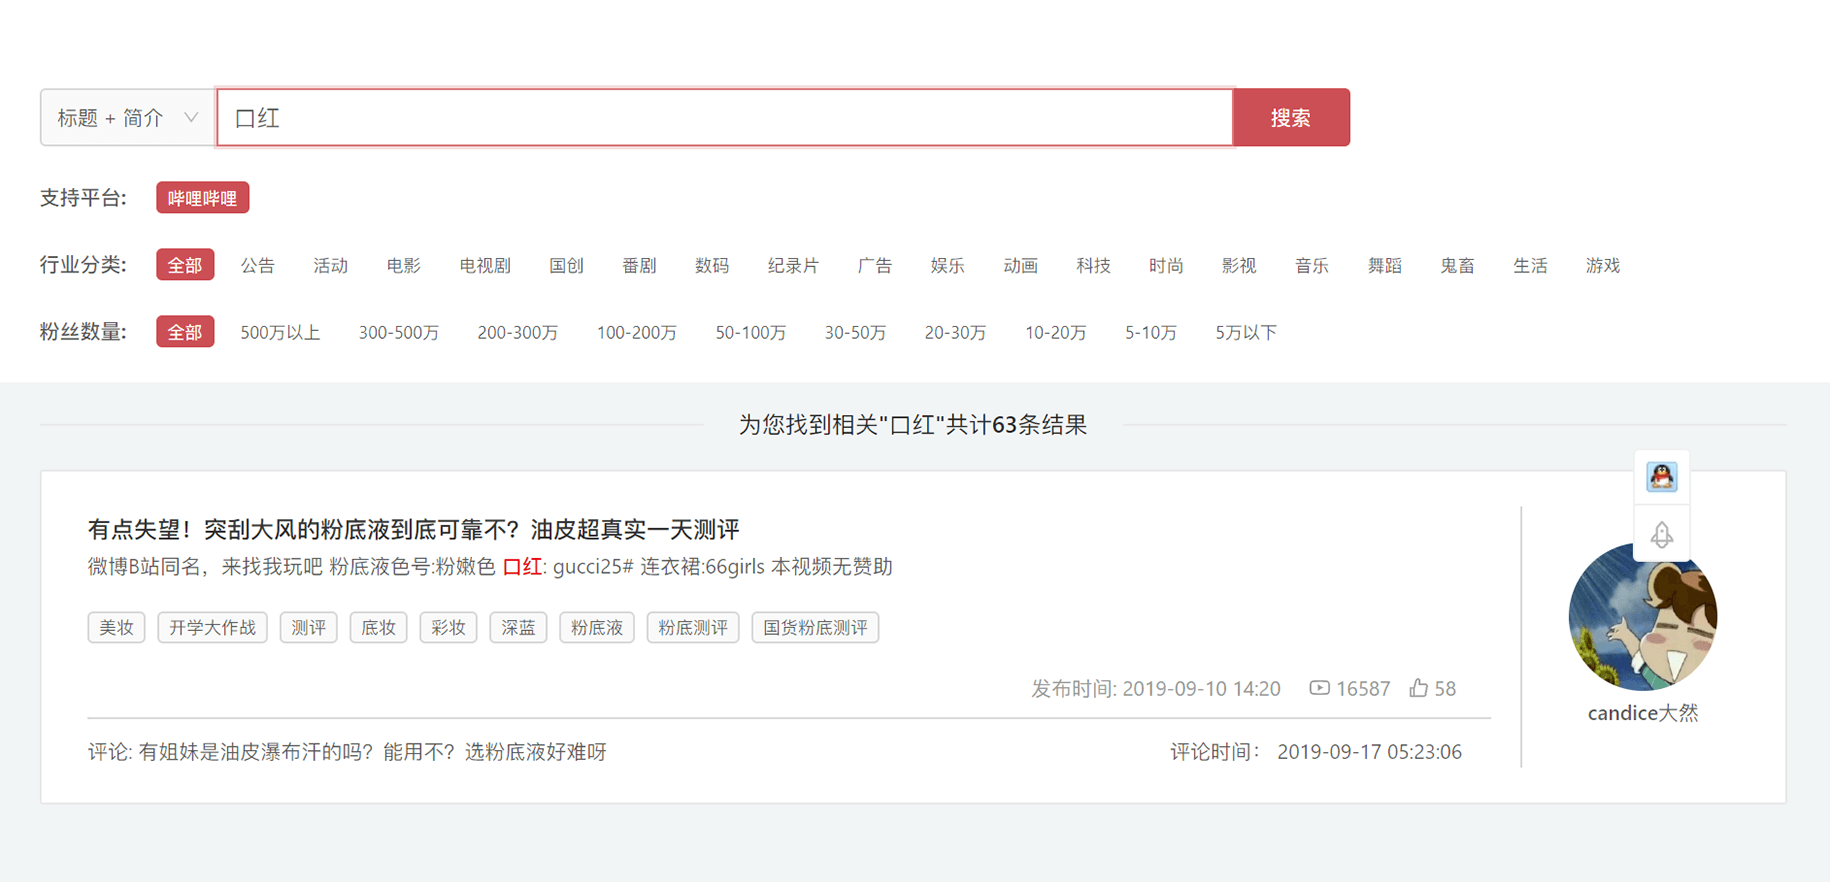 标题 + 简介 口红 搜索
支持平台: 哔哩哔哩
行业分类: 全部 公告 活动 电影 电视剧 国创 番剧 数码 纪录片 广告 娱乐 动画 科技 时尚 影视 音乐 舞蹈 鬼畜 生活 游戏
粉丝数量: 全部 500万以上 300-500万 200-300万 100-200万 50-100万 30-50万 20-30万 10-20万 5-10万 5万以下
为您找到相关"口红"共计63条结果
有点失望！突刮大风的粉底液到底可靠不？油皮超真实一天测评
微博B站同名，来找我玩吧 粉底液色号:粉嫩色 口红: gucci25# 连衣裙:66girls 本视频无赞助
美妆 开学大作战 测评 底妆 彩妆 深蓝 粉底液 粉底测评 国货粉底测评
发布时间: 2019-09-10 14:20 16587 58
candice大然
评论: 有姐妹是油皮瀑布汗的吗？能用不？选粉底液好难呀 评论时间： 2019-09-17 05:23:06